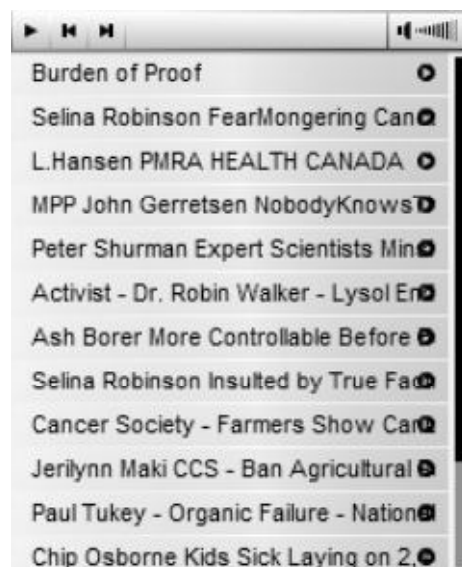 Burden of Proof
Selina Robinson FearMongering Can
L.Hansen PMRA HEALTH CANADA
MPP John Gerretsen NobodyKnows
Peter Shurman Expert Scientists Min
Activist - Dr. Robin Walker - Lysol En
Ash Borer More Controllable Before
Selina Robinson Insulted by True Fac
Cancer Society - Farmers Show Can
Jerilynn Maki CCS - Ban Agricultural
Paul Tukey - Organic Failure - Nation
Chip Osborne Kids Sick Laying on 2,